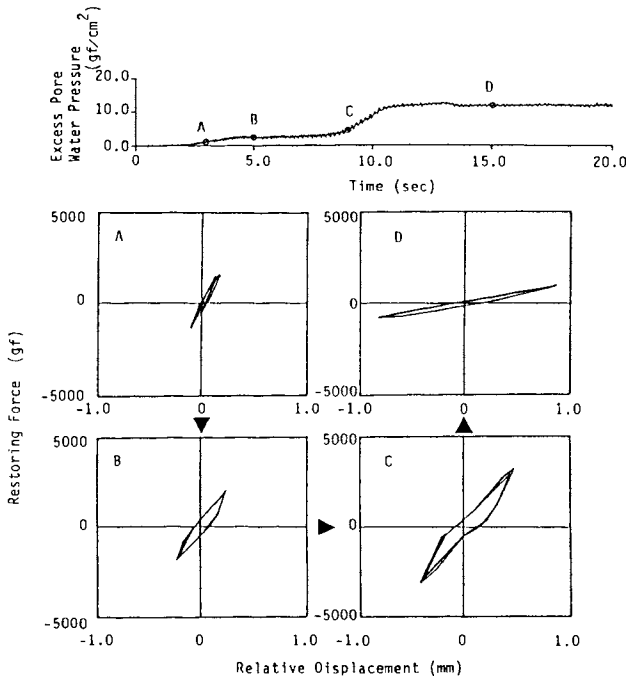 Excess Pore
Water Pressure
(gf/cm²)
20.0
10.0
0.0
A
B
C
D
0
5.0
10.0
15.0
20.0
Time (sec)
5000
0
-5000
A
-1.0
0
1.0
5000
0
-5000
D
-1.0
0
1.0
Restoring Force (gf)
5000
0
-5000
B
-1.0
0
1.0
5000
0
-5000
C
-1.0
0
1.0
Relative Displacement (mm)